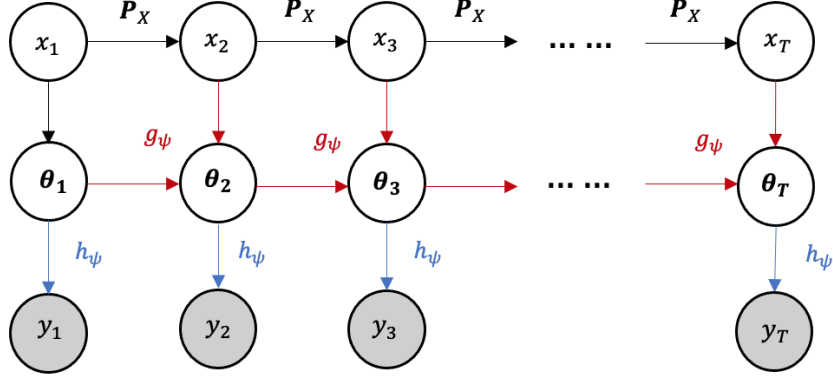 P_X P_X P_X P_X
x_1 x_2 x_3 ... ... x_T
g_ψ g_ψ g_ψ
θ_1 θ_2 θ_3 ... ... θ_T
h_ψ h_ψ h_ψ h_ψ
y_1 y_2 y_3 y_T